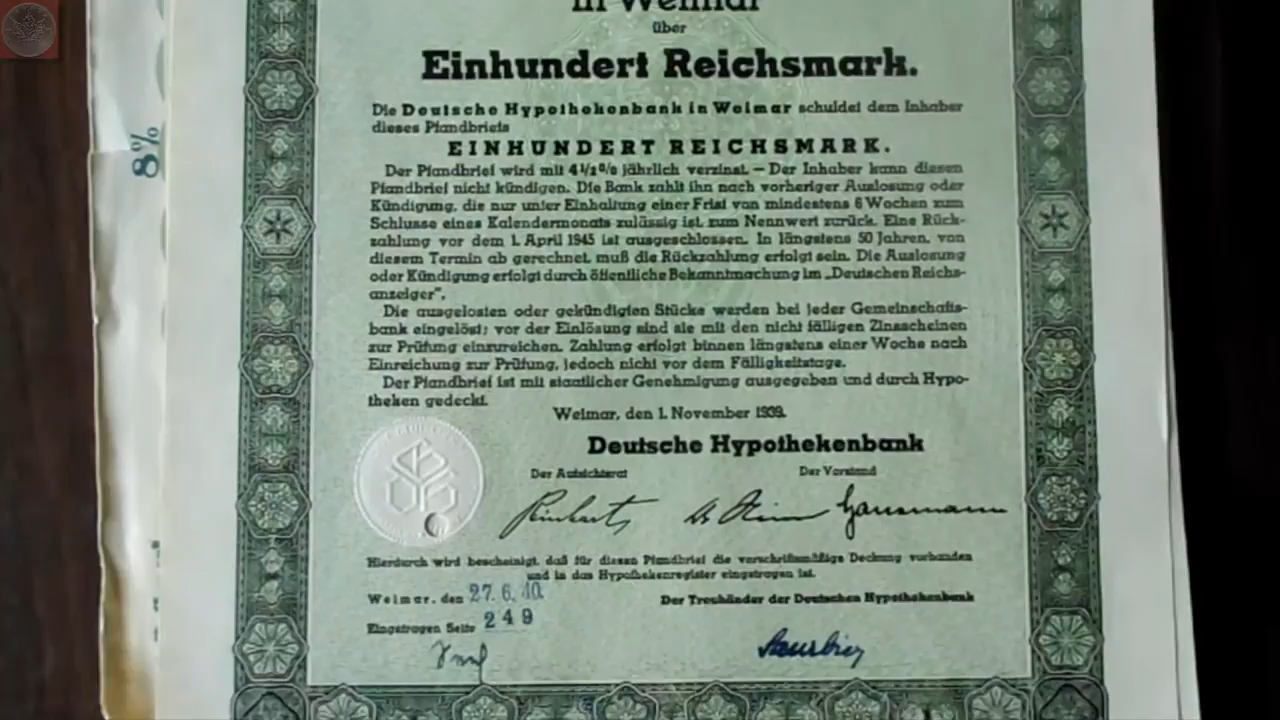 8%
in Weimar
über
Einhundert Reichsmark.
Die Deutsche Hypothekenbank in Weimar schuldet dem Inhaber
dieses Pfandbriefs
EINHUNDERT REICHSMARK.
Der Pfandbrief wird mit 4 1/2 % jährlich verzinst. — Der Inhaber kann diesen
Pfandbrief nicht kündigen. Die Bank zahlt ihn nach vorheriger Auslosung oder
Kündigung, die nur unter Einhaltung einer Frist von mindestens 6 Wochen zum
Schlusse eines Kalendermonats zulässig ist, zum Nennwert zurück. Eine Rück-
zahlung vor dem 1. April 1945 ist ausgeschlossen. In längstens 50 Jahren, von
diesem Termin ab gerechnet, muß die Rückzahlung erfolgt sein. Die Auslosung
oder Kündigung erfolgt durch öffentliche Bekanntmachung im „Deutschen Reichs-
anzeiger".
Die ausgelosten oder gekündigten Stücke werden bei jeder Gemeinschafts-
bank eingelöst; vor der Einlösung sind sie mit den nicht fälligen Zinsscheinen
zur Prüfung einzureichen. Zahlung erfolgt binnen längstens einer Woche nach
Einreichung zur Prüfung, jedoch nicht vor dem Fälligkeitstage.
Der Pfandbrief ist mit staatlicher Genehmigung ausgegeben und durch Hypo-
theken gedeckt.
Weimar, den 1. November 1939.
Deutsche Hypothekenbank
Der Aufsichtsrat Der Vorstand
Hierdurch wird bescheinigt, daß für diesen Pfandbrief die vorschriftsmäßige Deckung vorhanden
und in das Hypothekenregister eingetragen ist.
Weimar, den 27. 6. 40.
Der Treuhänder der Deutschen Hypothekenbank
Eingetragen Seite 249